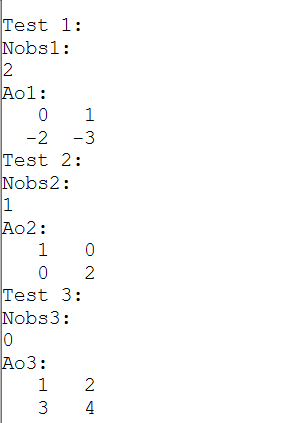 Test 1:
Nobs1:
2
Ao1:
   0   1
  -2  -3
Test 2:
Nobs2:
1
Ao2:
   1   0
   0   2
Test 3:
Nobs3:
0
Ao3:
   1   2
   3   4